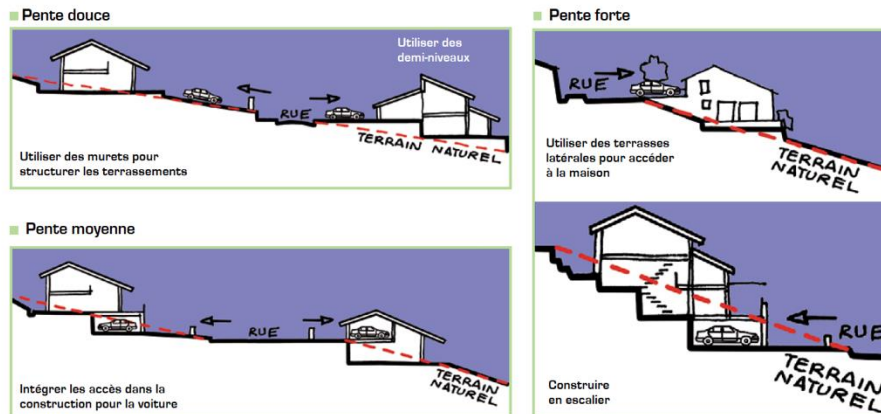 Pente douce
Utiliser des
demi-niveaux
RUE
TERRAIN NATUREL
Utiliser des murets pour
structurer les terrassements
Pente moyenne
RUE
TERRAIN
NATUREL
Intégrer les accès dans la
construction pour la voiture
Pente forte
RUE
Utiliser des terrasses
latérales pour accéder
à la maison
TERRAIN
NATUREL
RUE
TERRAIN
NATUREL
Construire
en escalier